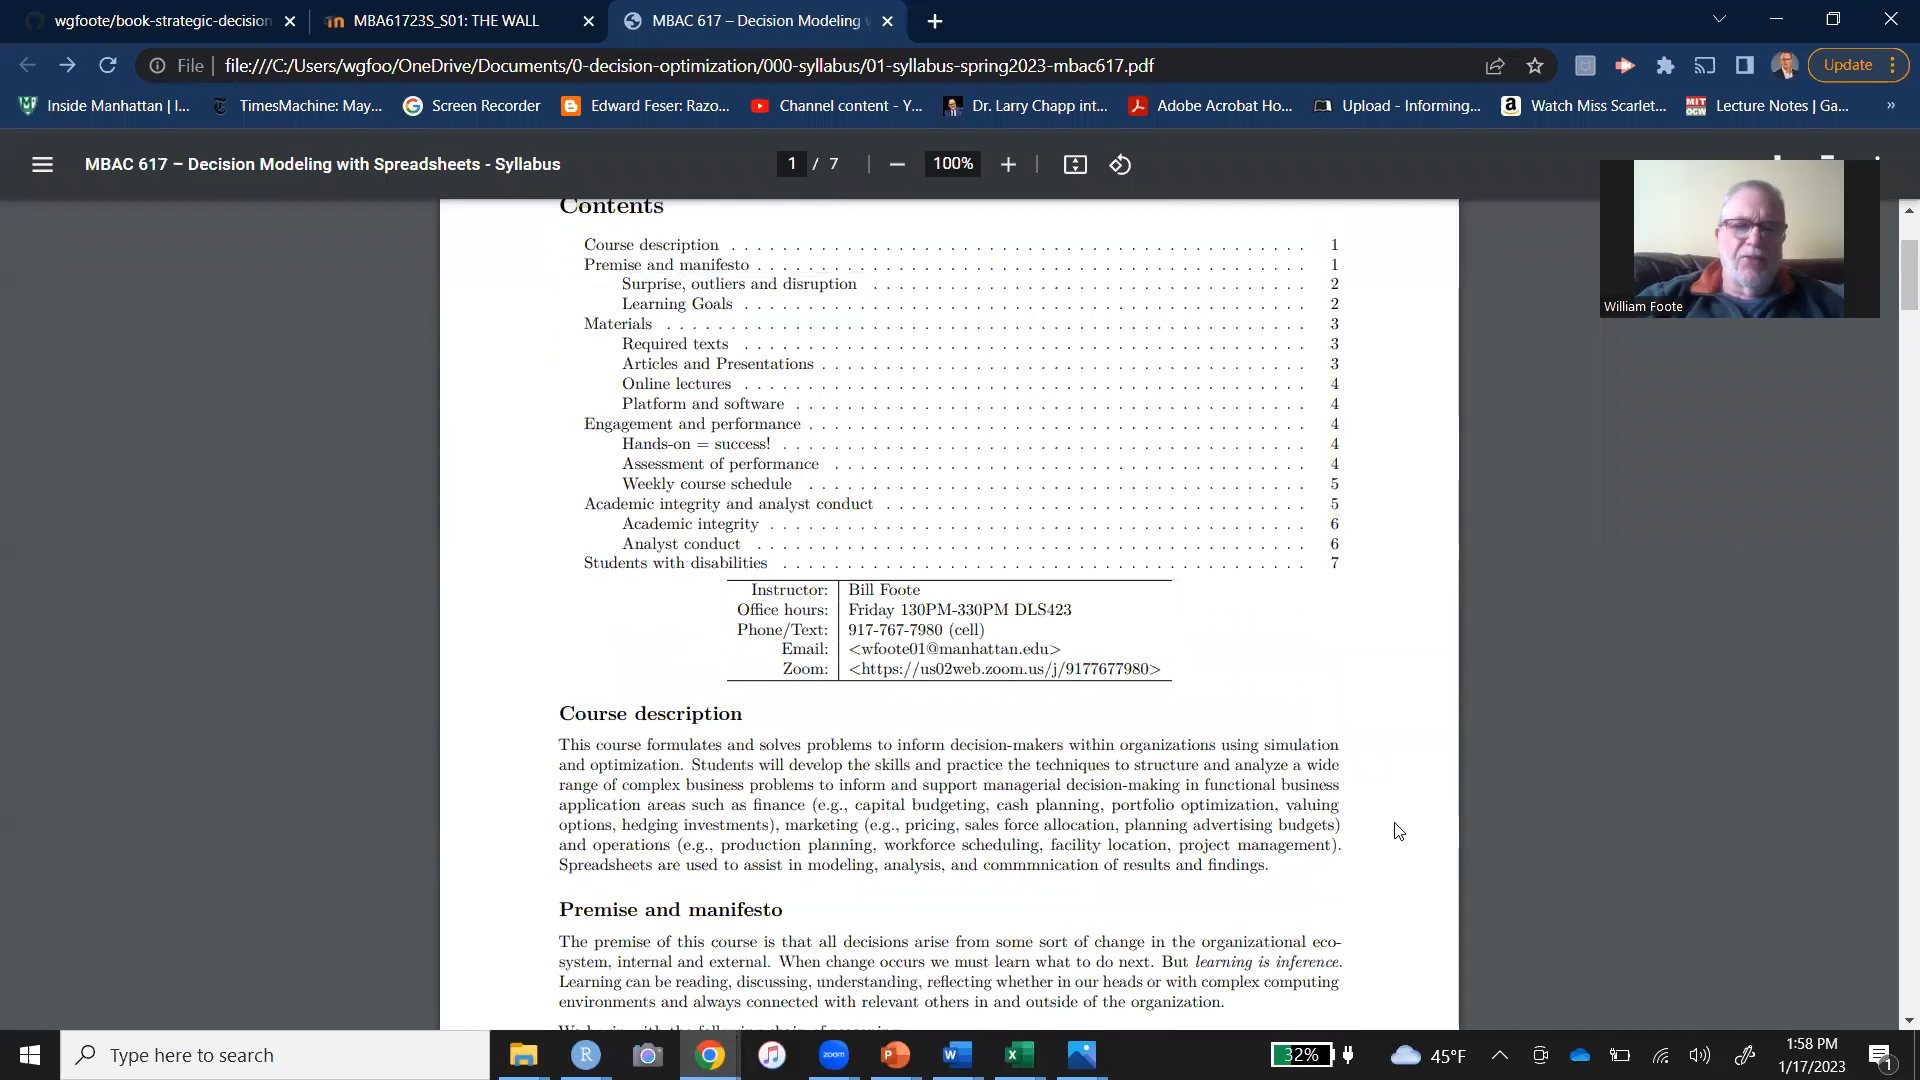 wgfoote/book-strategic-decision
MBA61723S_S01: THE WALL
MBAC 617 – Decision Modeling w
File
file:///C:/Users/wgfoo/OneDrive/Documents/0-decision-optimization/000-syllabus/01-syllabus-spring2023-mbac617.pdf
Update
Inside Manhattan | I...
TimesMachine: May...
Screen Recorder
Edward Feser: Razo...
Channel content - Y...
Dr. Larry Chapp int...
Adobe Acrobat Ho...
Upload - Informing...
Watch Miss Scarlet...
MIT OCW
Lecture Notes | Ga...
»
MBAC 617 – Decision Modeling with Spreadsheets - Syllabus
1 / 7
100%
William Foote
Contents
Course description . . . 1
Premise and manifesto . . . 1
Surprise, outliers and disruption . . . 2
Learning Goals . . . 2
Materials . . . 3
Required texts . . . 3
Articles and Presentations . . . 3
Online lectures . . . 4
Platform and software . . . 4
Engagement and performance . . . 4
Hands-on = success! . . . 4
Assessment of performance . . . 4
Weekly course schedule . . . 5
Academic integrity and analyst conduct . . . 5
Academic integrity . . . 6
Analyst conduct . . . 6
Students with disabilities . . . 7
Instructor: Bill Foote
Office hours: Friday 130PM-330PM DLS423
Phone/Text: 917-767-7980 (cell)
Email: <wfoote01@manhattan.edu>
Zoom: <https://us02web.zoom.us/j/9177677980>
Course description
This course formulates and solves problems to inform decision-makers within organizations using simulation
and optimization. Students will develop the skills and practice the techniques to structure and analyze a wide
range of complex business problems to inform and support managerial decision-making in functional business
application areas such as finance (e.g., capital budgeting, cash planning, portfolio optimization, valuing
options, hedging investments), marketing (e.g., pricing, sales force allocation, planning advertising budgets)
and operations (e.g., production planning, workforce scheduling, facility location, project management).
Spreadsheets are used to assist in modeling, analysis, and commmnication of results and findings.
Premise and manifesto
The premise of this course is that all decisions arise from some sort of change in the organizational eco-
system, internal and external. When change occurs we must learn what to do next. But learning is inference.
Learning can be reading, discussing, understanding, reflecting whether in our heads or with complex computing
environments and always connected with relevant others in and outside of the organization.
We begin with the following chain of reasoning
Type here to search
zoom
32%
45°F
1:58 PM
1/17/2023
1